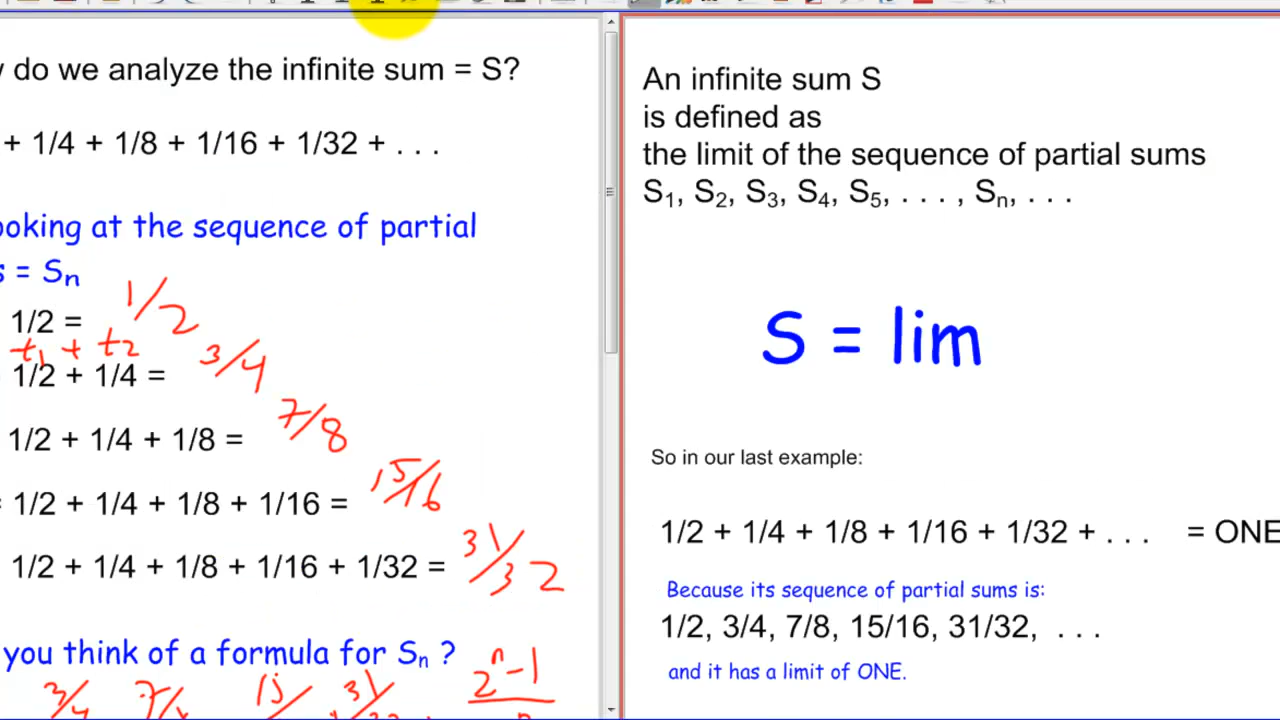 do we analyze the infinite sum = S?
+ 1/4 + 1/8 + 1/16 + 1/32 + . . .
at the sequence of partial
= Sn
1/2 = 1/2
t1 + t2
1/2 + 1/4 = 3/4
1/2 + 1/4 + 1/8 = 7/8
= 1/2 + 1/4 + 1/8 + 1/16 = 15/16
1/2 + 1/4 + 1/8 + 1/16 + 1/32 = 31/32
you think of a formula for Sn ?
3/4 31 2^n - 1
An infinite sum S
is defined as
the limit of the sequence of partial sums
S1, S2, S3, S4, S5, . . . , Sn, . . .
S = lim
So in our last example:
1/2 + 1/4 + 1/8 + 1/16 + 1/32 + . . . = ONE
Because its sequence of partial sums is:
1/2, 3/4, 7/8, 15/16, 31/32, . . .
and it has a limit of ONE.